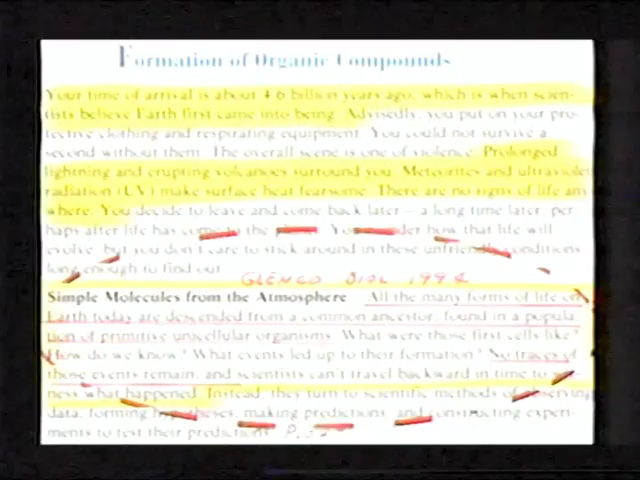 Formation of Organic Compounds
Your time of arrival is about 4.6 billion years ago, which is when scien-
tists believe Earth first came into being. Advisedly, you put on your pro-
tective clothing and respirating equipment. You could not survive a
second without them. The overall scene is one of violence. Prolonged
lightning and erupting volcanoes surround you. Meteorites and ultraviolet
radiation (UV) make surface heat fearsome. There are no signs of life any
where. You decide to leave and come back later – a long time later, per
haps after life has come to the how that life will
evolve, but you don't care to stick around in these unfriendly conditions
long enough to find out
GLENCO BIOL 1994
Simple Molecules from the Atmosphere All the many forms of life on
Earth today are descended from a common ancestor, found in a popula
tion of primitive unicellular organisms. What were those first cells like?
How do we know? What events led up to their formation? No traces of
those events remain, and scientists can't travel backward in time to
ness what happened. Instead, they turn to scientific methods of observing
data, forming hypotheses, making predictions, and constructing experi-
ments to test their predictions